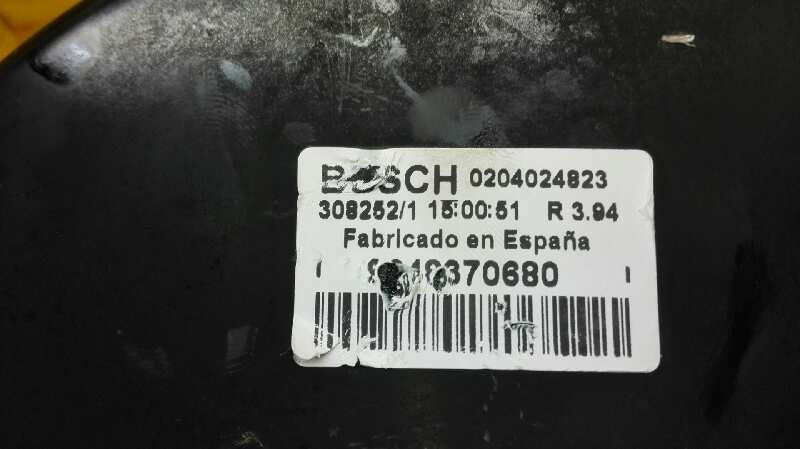 BOSCH 0204024823
308252/1 15:00:51 R 3.94
Fabricado en España